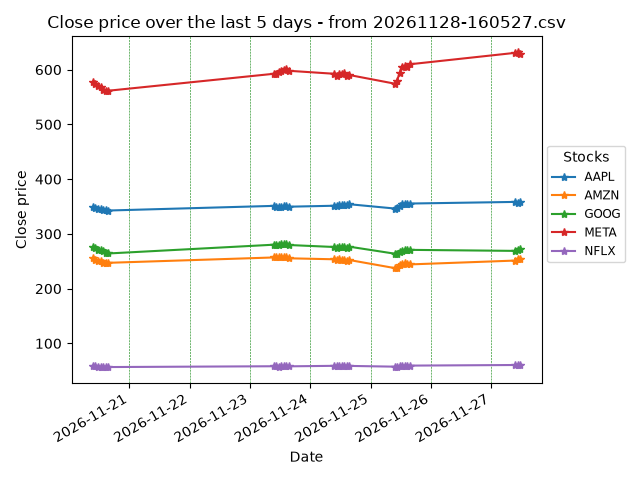 Close price over the last 5 days - from 20261128-160527.csv
600
500
400
300
200
100
Close price
2026-11-21
2026-11-22
2026-11-23
2026-11-24
2026-11-25
2026-11-26
2026-11-27
Date
Stocks
AAPL
AMZN
GOOG
META
NFLX